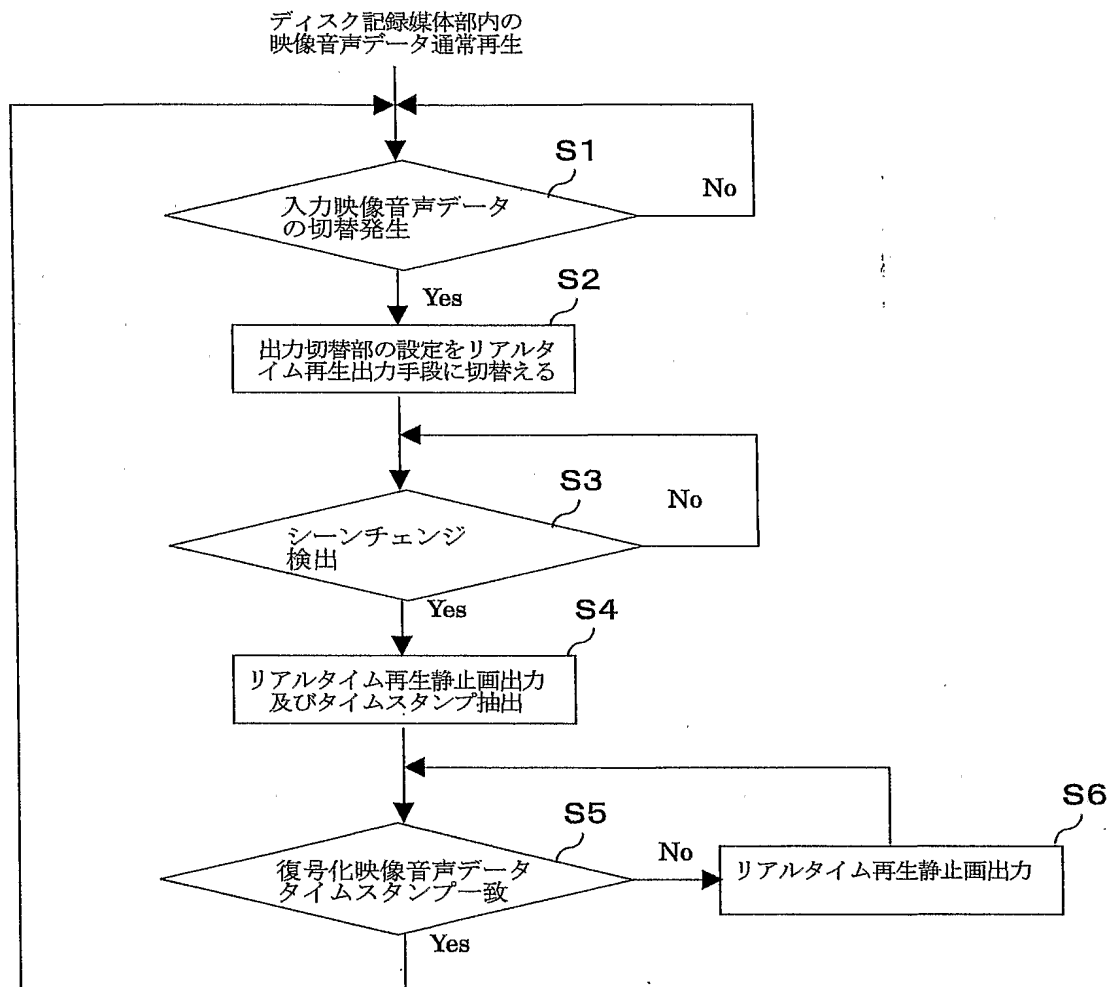 ディスク記録媒体部内の
映像音声データ通常再生
S1
No
入力映像音声データ
の切替発生
Yes
S2
出力切替部の設定をリアルタ
イム再生出力手段に切替える
S3
No
シーンチェンジ
検出
Yes
S4
リアルタイム再生静止画出力
及びタイムスタンプ抽出
S5
S6
復号化映像音声データ
タイムスタンプ一致
No
リアルタイム再生静止画出力
Yes